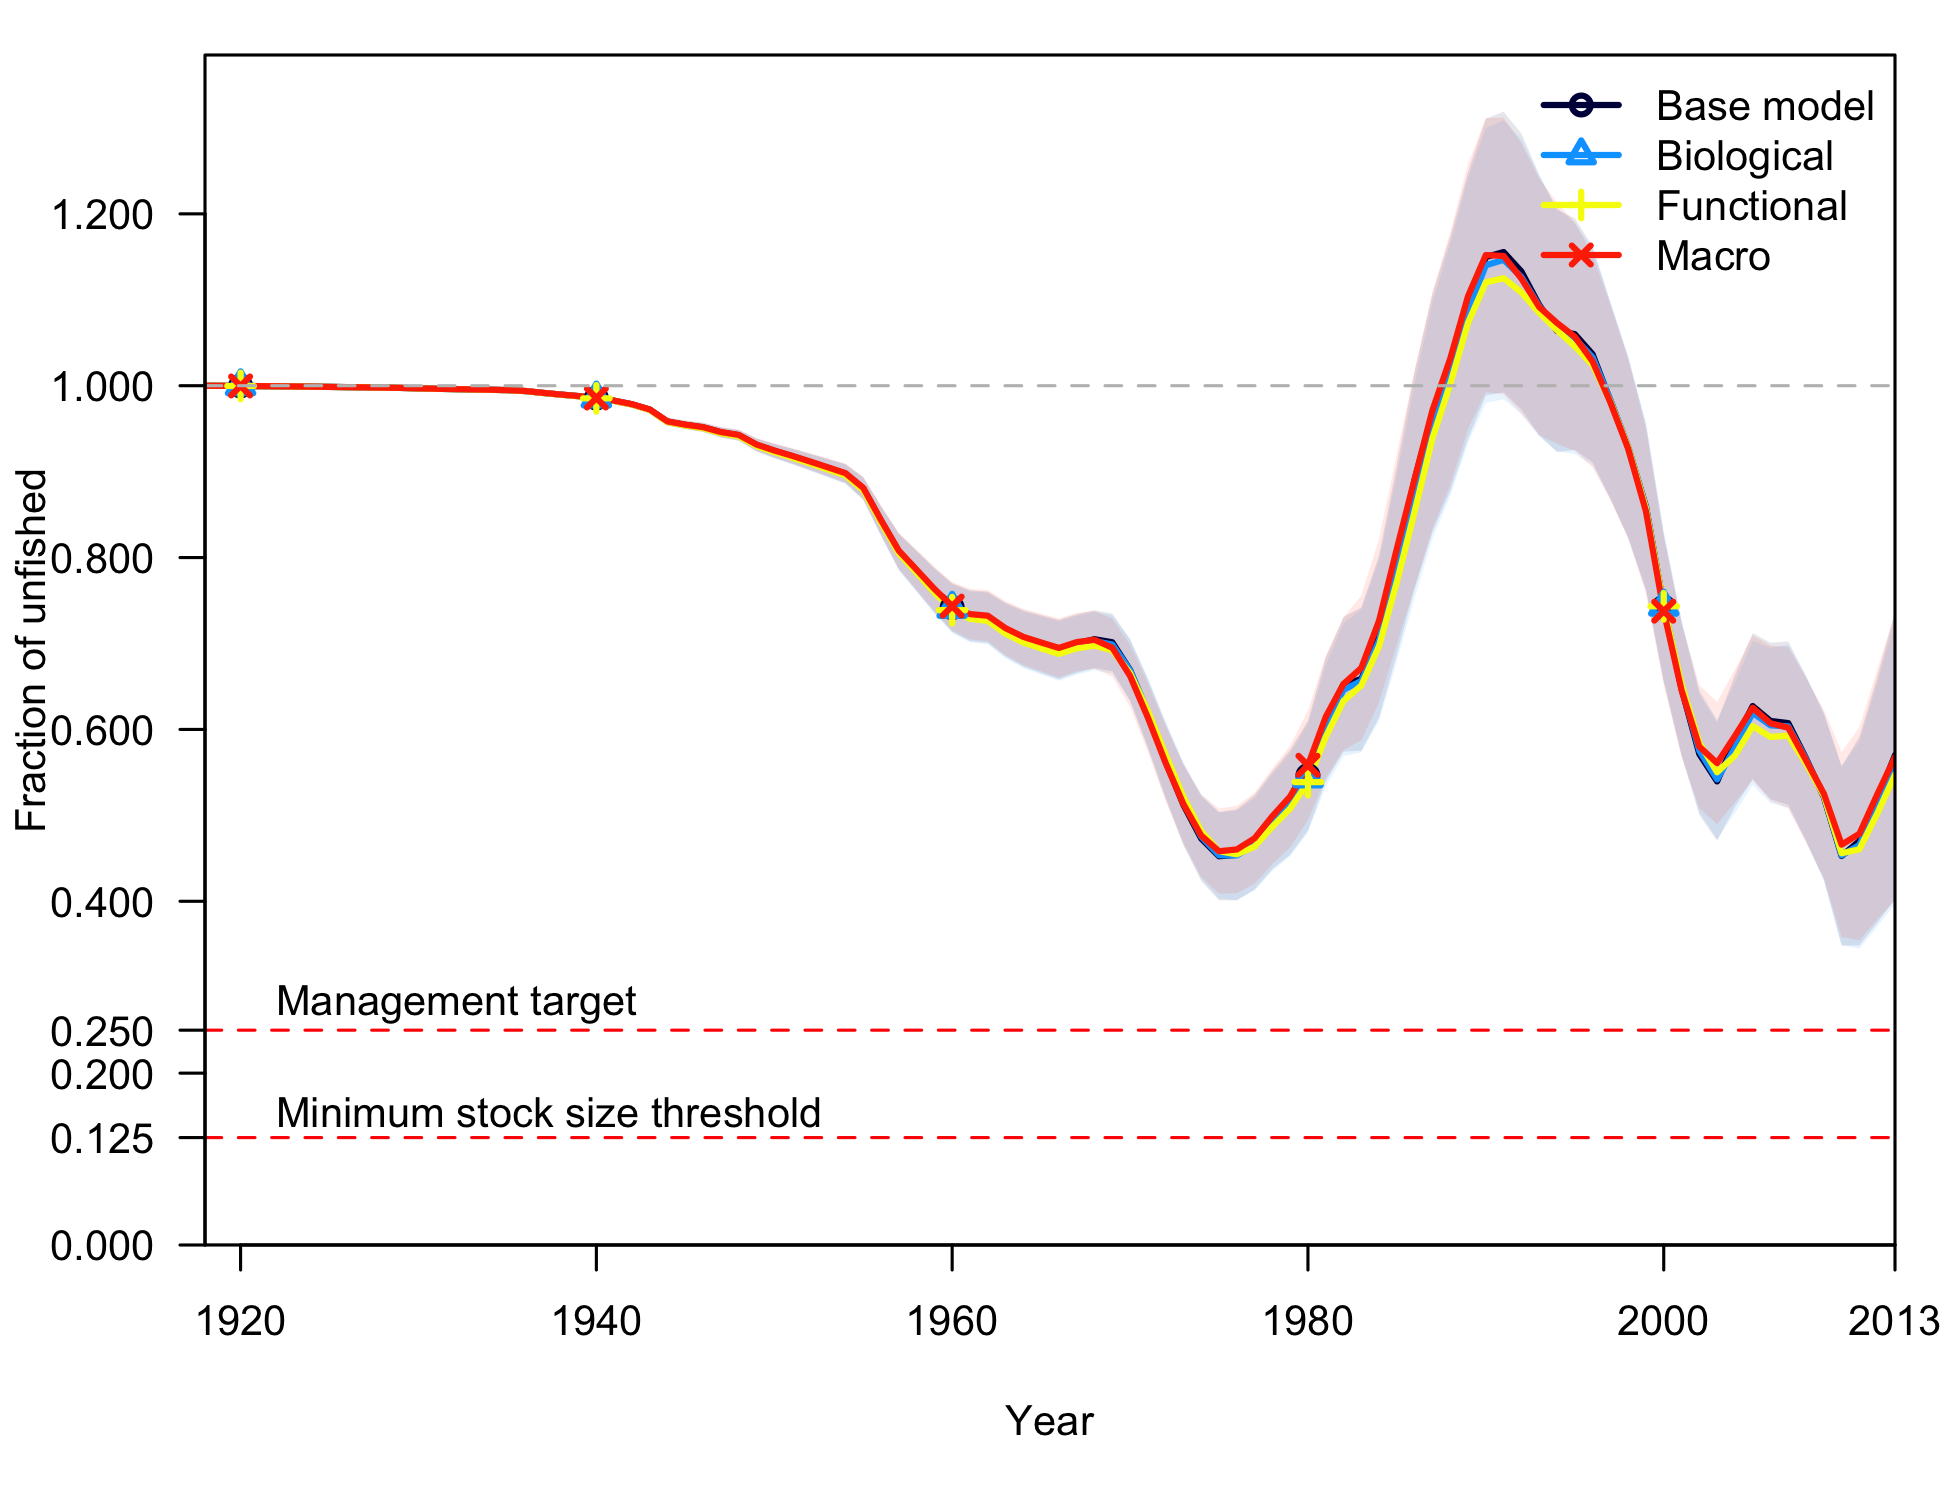 Base model
Biological
Functional
Macro
1.200
1.000
0.800
0.600
0.400
0.250
0.200
0.125
0.000
Fraction of unfished
Management target
Minimum stock size threshold
1920
1940
1960
1980
2000
2013
Year